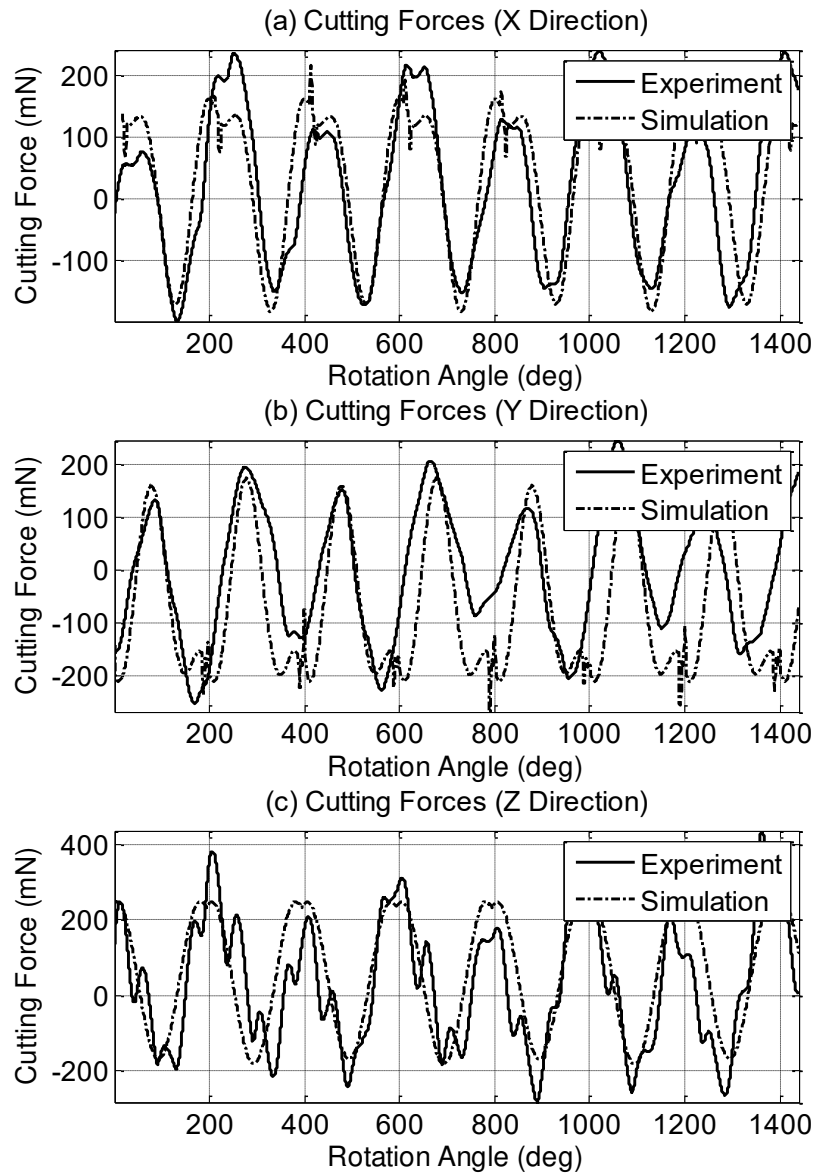 (a) Cutting Forces (X Direction)
Cutting Force (mN)
200
100
0
-100
Experiment
Simulation
200 400 600 800 1000 1200 1400
Rotation Angle (deg)
(b) Cutting Forces (Y Direction)
Cutting Force (mN)
200
100
0
-100
-200
Experiment
Simulation
200 400 600 800 1000 1200 1400
Rotation Angle (deg)
(c) Cutting Forces (Z Direction)
Cutting Force (mN)
400
200
0
-200
Experiment
Simulation
200 400 600 800 1000 1200 1400
Rotation Angle (deg)